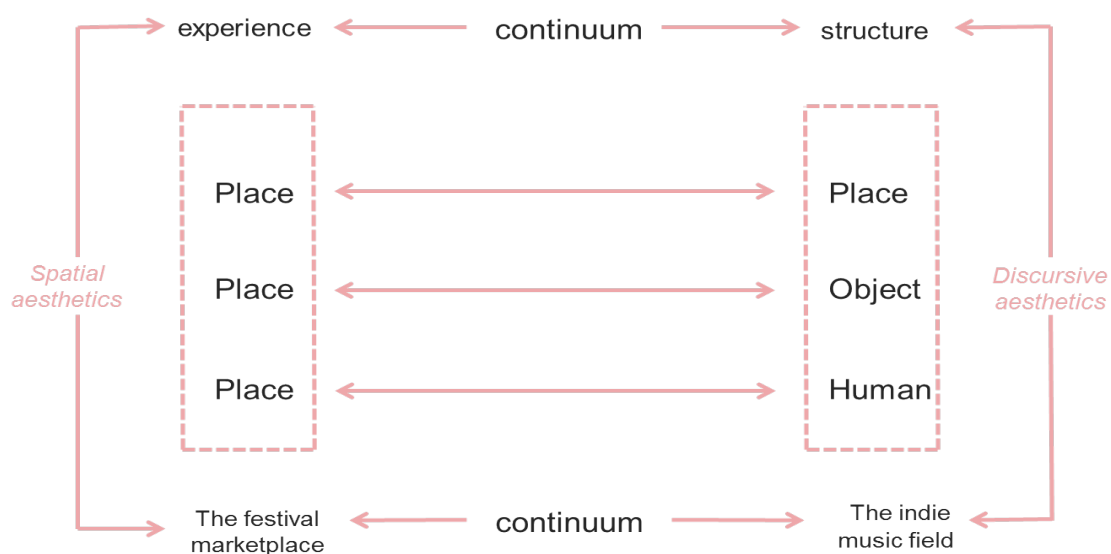 experience continuum structure
Place Place
Spatial
aesthetics
Place Object
Discursive
aesthetics
Place Human
The festival
marketplace
continuum
The indie
music field